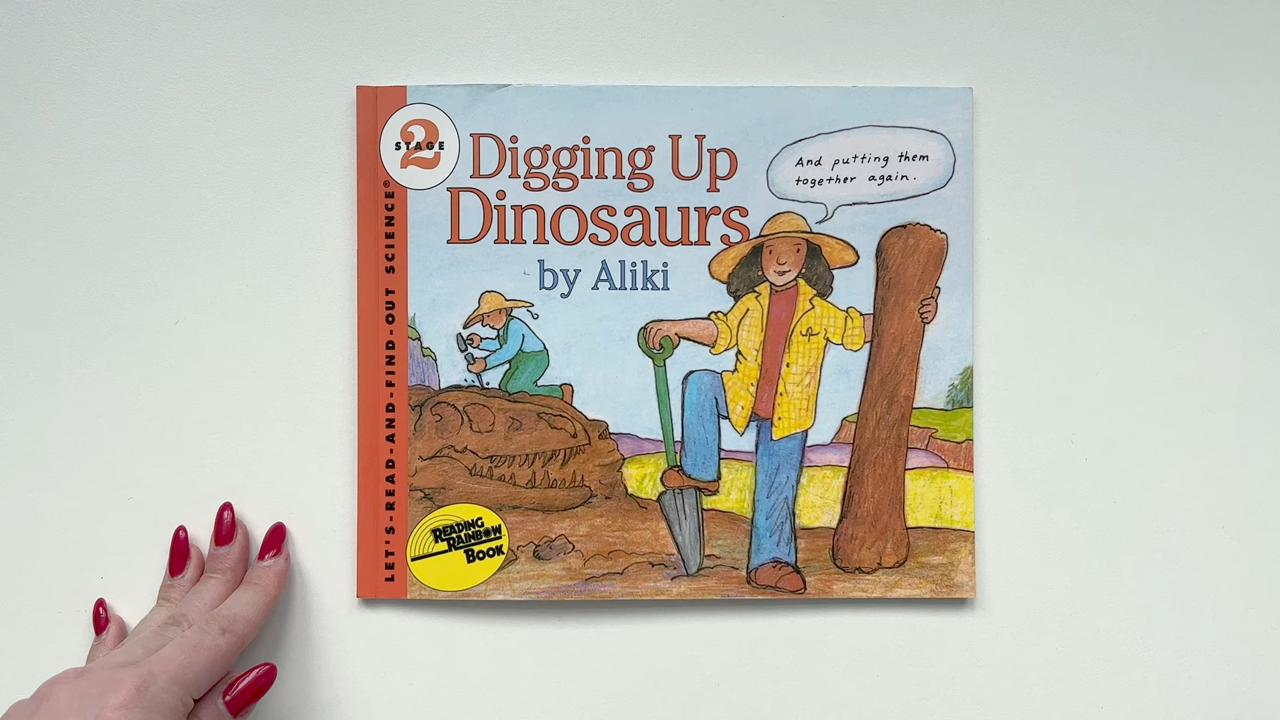 2
STAGE
Digging Up
Dinosaurs
by Aliki
And putting them
together again.
LET'S-READ-AND-FIND-OUT SCIENCE®
READING
RAINBOW
BOOK